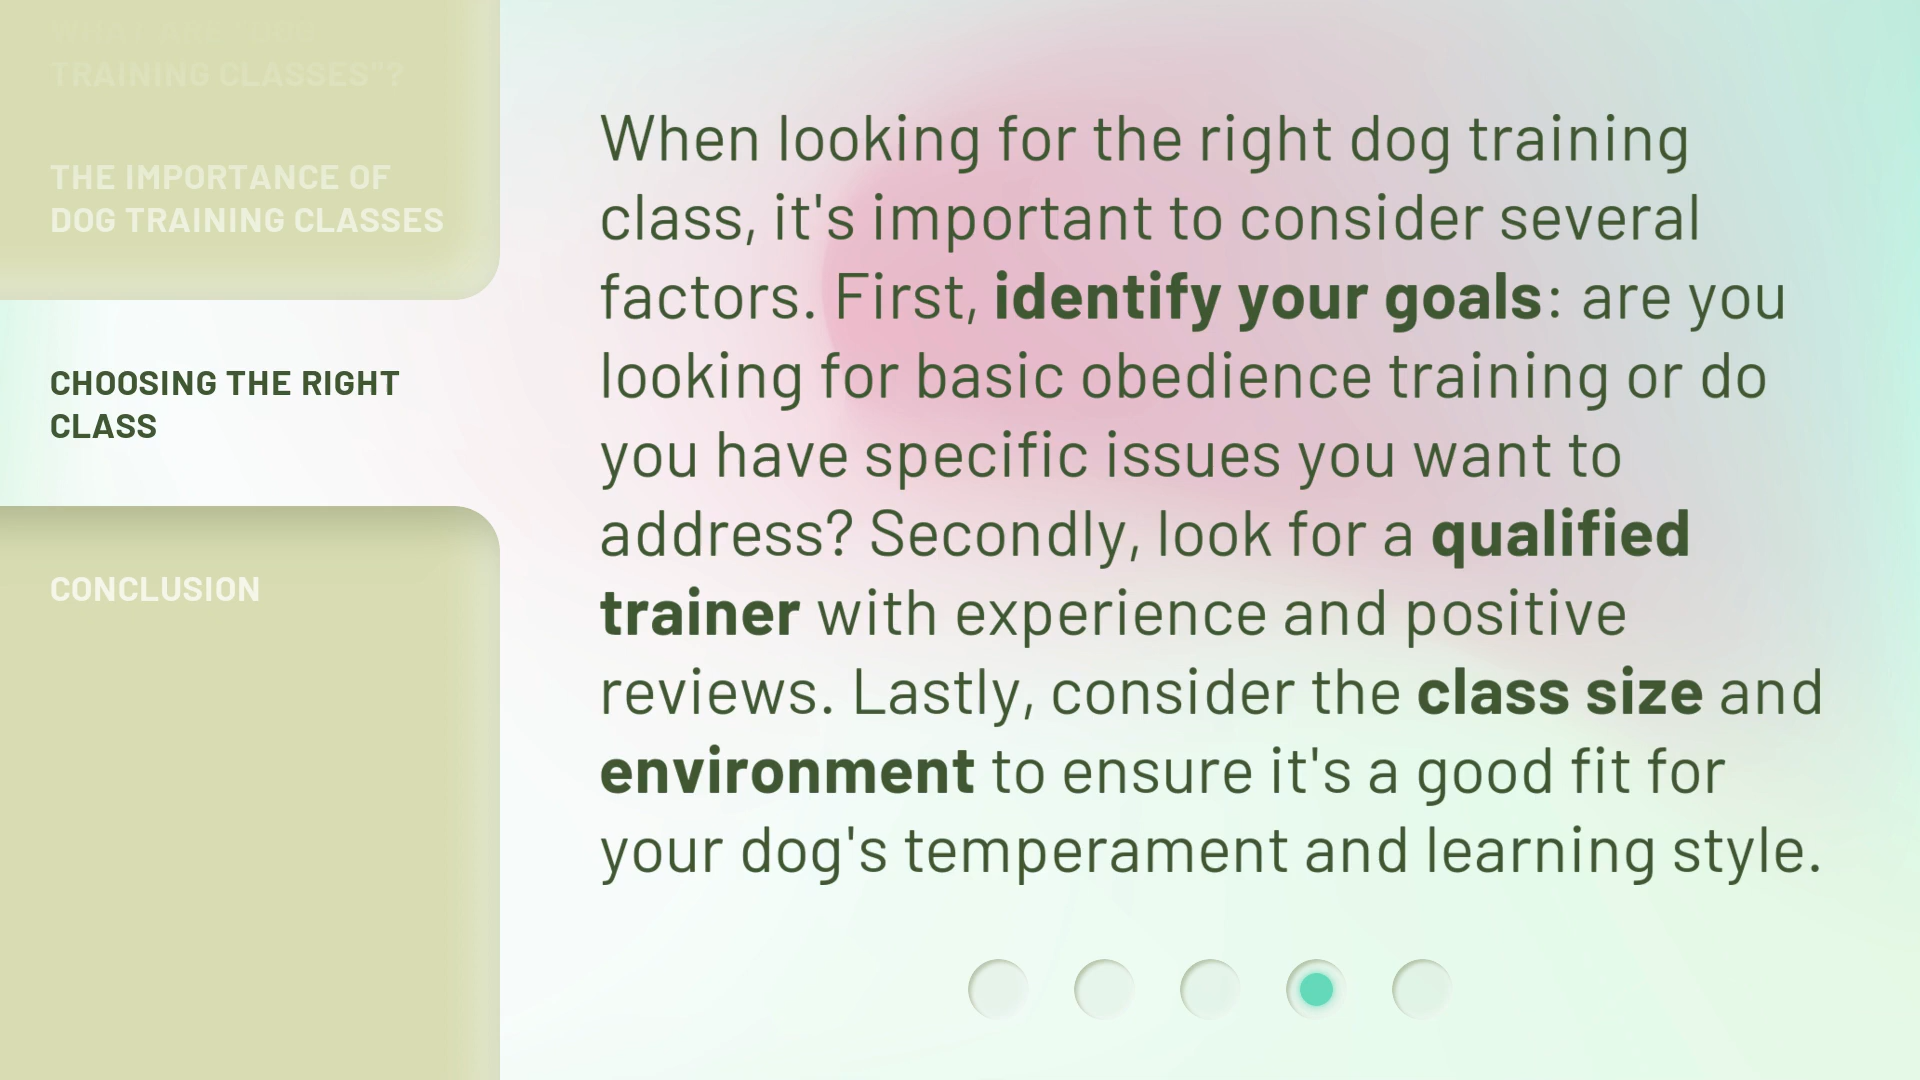 WHAT ARE "DOG
TRAINING CLASSES"?
THE IMPORTANCE OF
DOG TRAINING CLASSES
CHOOSING THE RIGHT
CLASS
CONCLUSION
When looking for the right dog training
class, it's important to consider several
factors. First, identify your goals: are you
looking for basic obedience training or do
you have specific issues you want to
address? Secondly, look for a qualified
trainer with experience and positive
reviews. Lastly, consider the class size and
environment to ensure it's a good fit for
your dog's temperament and learning style.